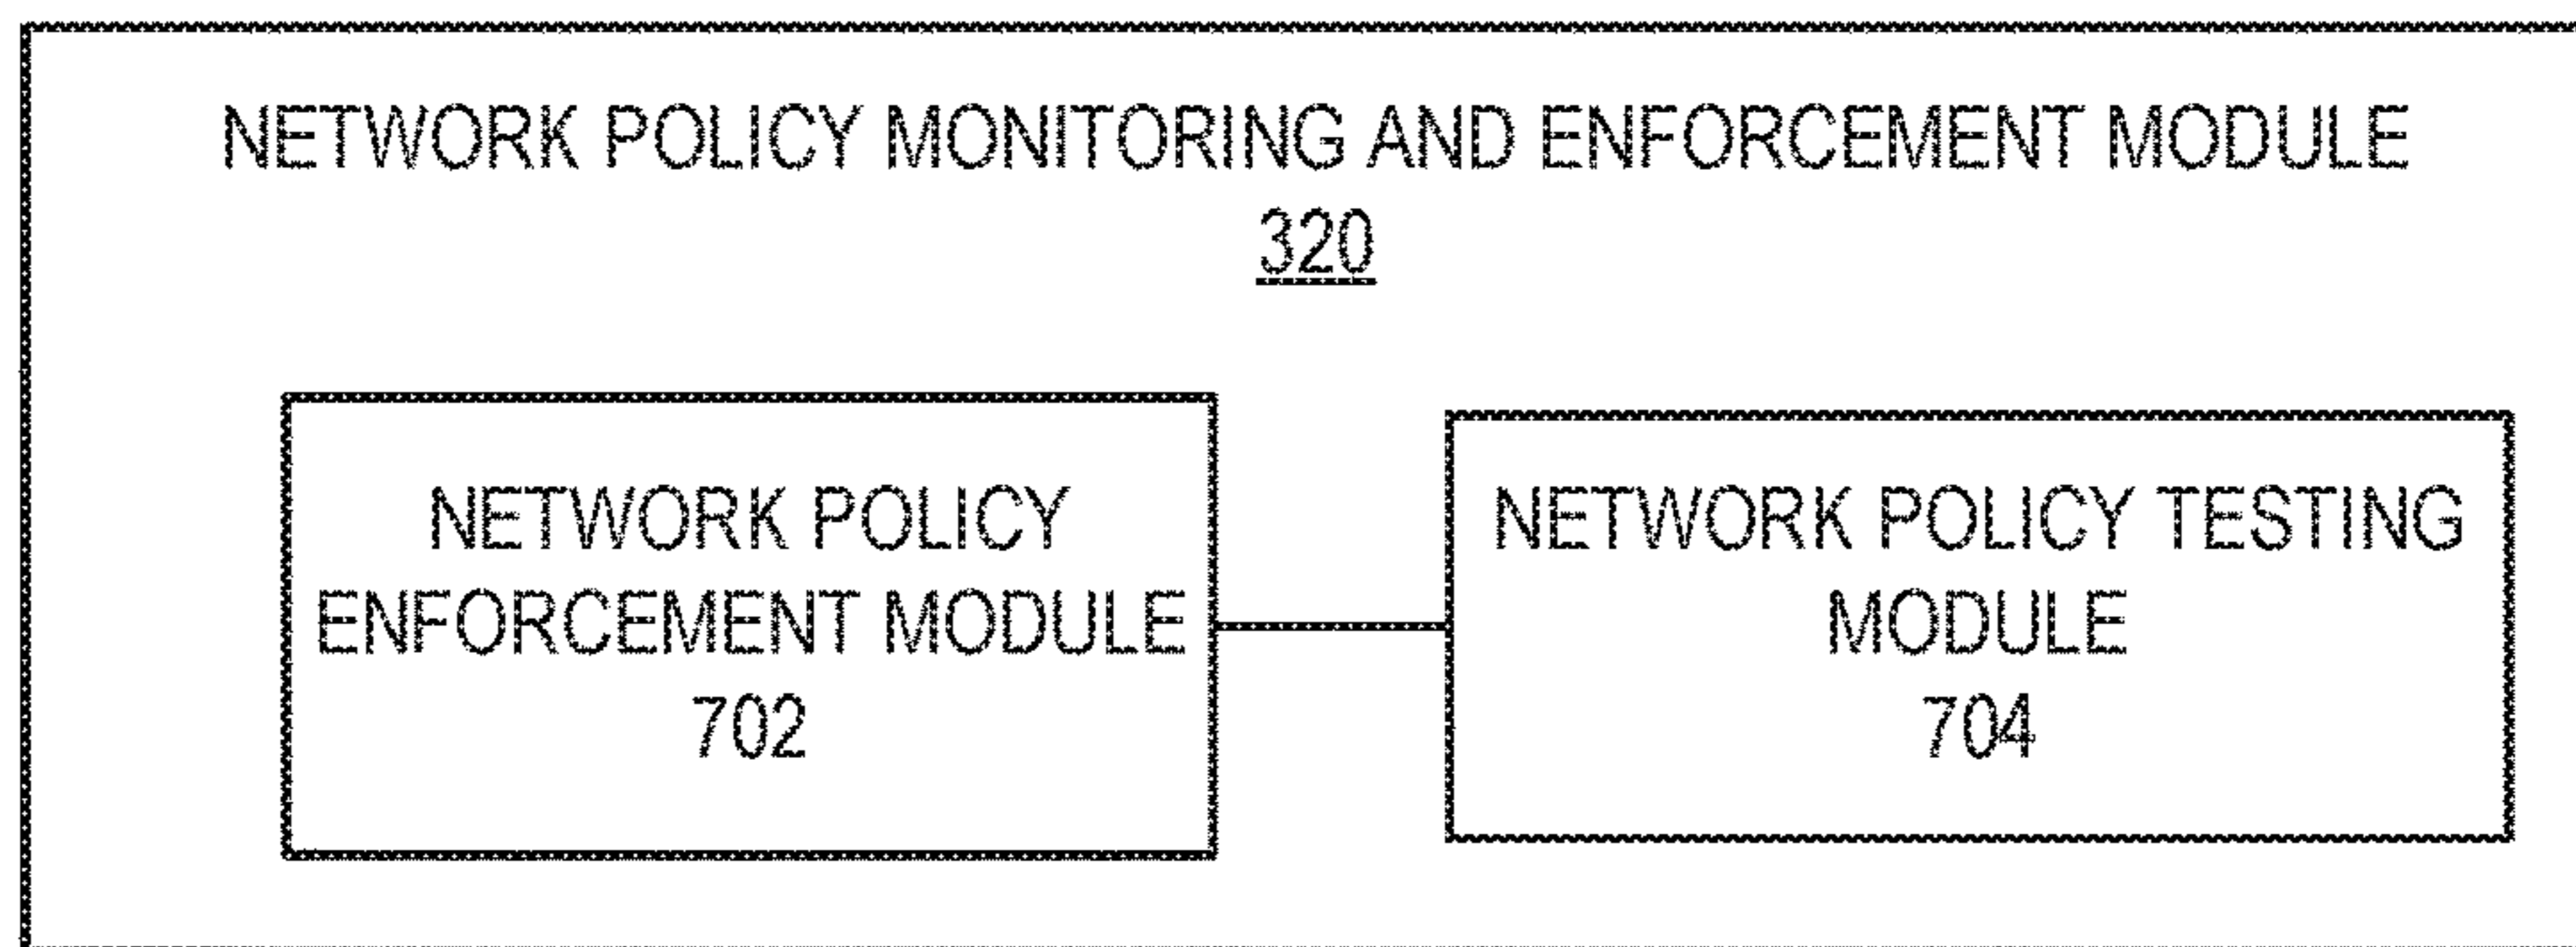 NETWORK POLICY MONITORING AND ENFORCEMENT MODULE
320
NETWORK POLICY
ENFORCEMENT MODULE
702
NETWORK POLICY TESTING
MODULE
704